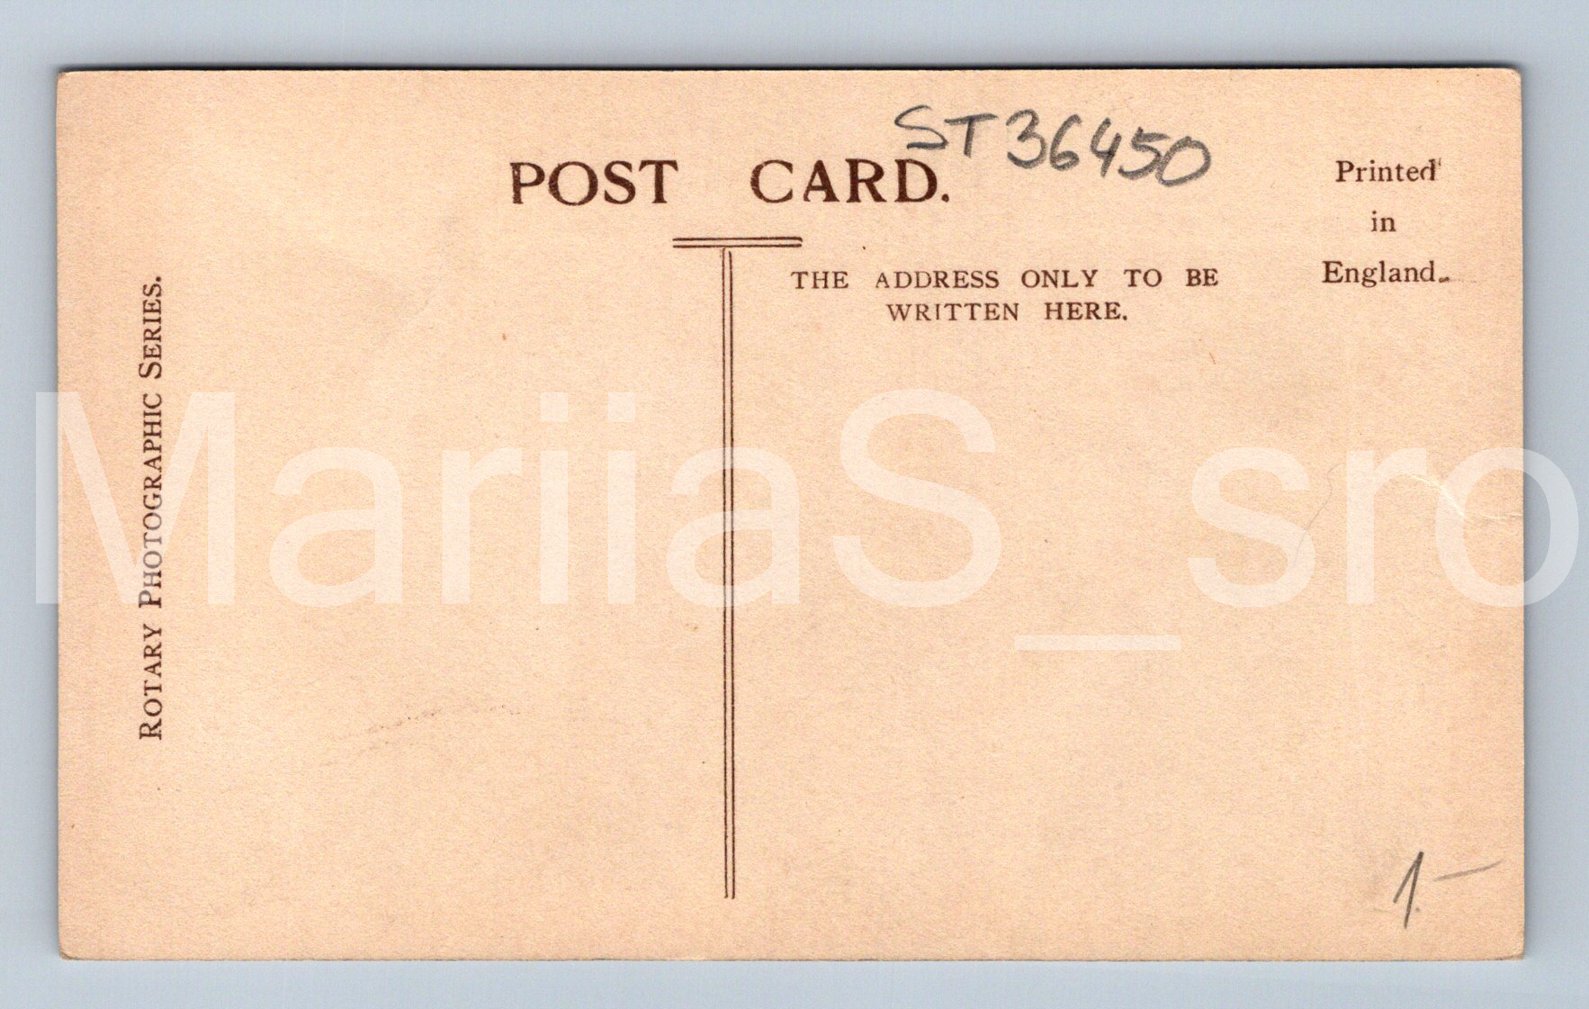 ST36450
POST CARD.
Printed
in
England.
THE ADDRESS ONLY TO BE
WRITTEN HERE.
ROTARY PHOTOGRAPHIC SERIES.
MariiaS_sro
1-